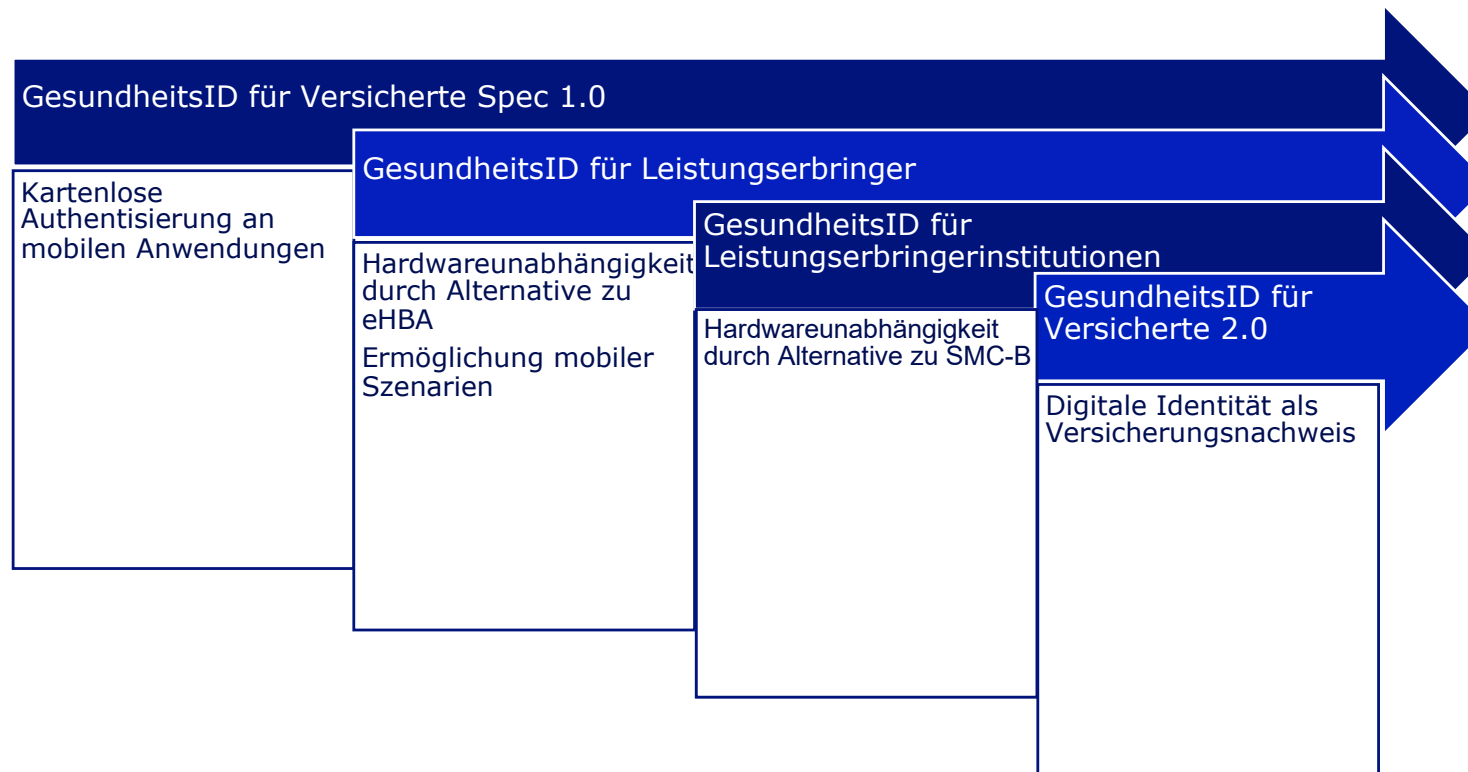 GesundheitsID für Versicherte Spec 1.0
Kartenlose
Authentisierung an
mobilen Anwendungen
GesundheitsID für Leistungserbringer
Hardwareunabhängigkeit
durch Alternative zu
eHBA
Ermöglichung mobiler
Szenarien
GesundheitsID für
Leistungserbringerinstitutionen
Hardwareunabhängigkeit
durch Alternative zu SMC-B
GesundheitsID für
Versicherte 2.0
Digitale Identität als
Versicherungsnachweis